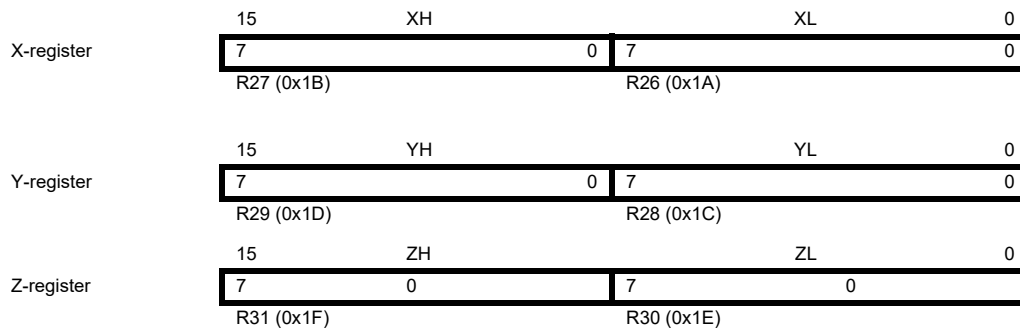 15 XH XL 0
X-register 7 0 7 0
R27 (0x1B) R26 (0x1A)
15 YH YL 0
Y-register 7 0 7 0
R29 (0x1D) R28 (0x1C)
15 ZH ZL 0
Z-register 7 0 7 0
R31 (0x1F) R30 (0x1E)